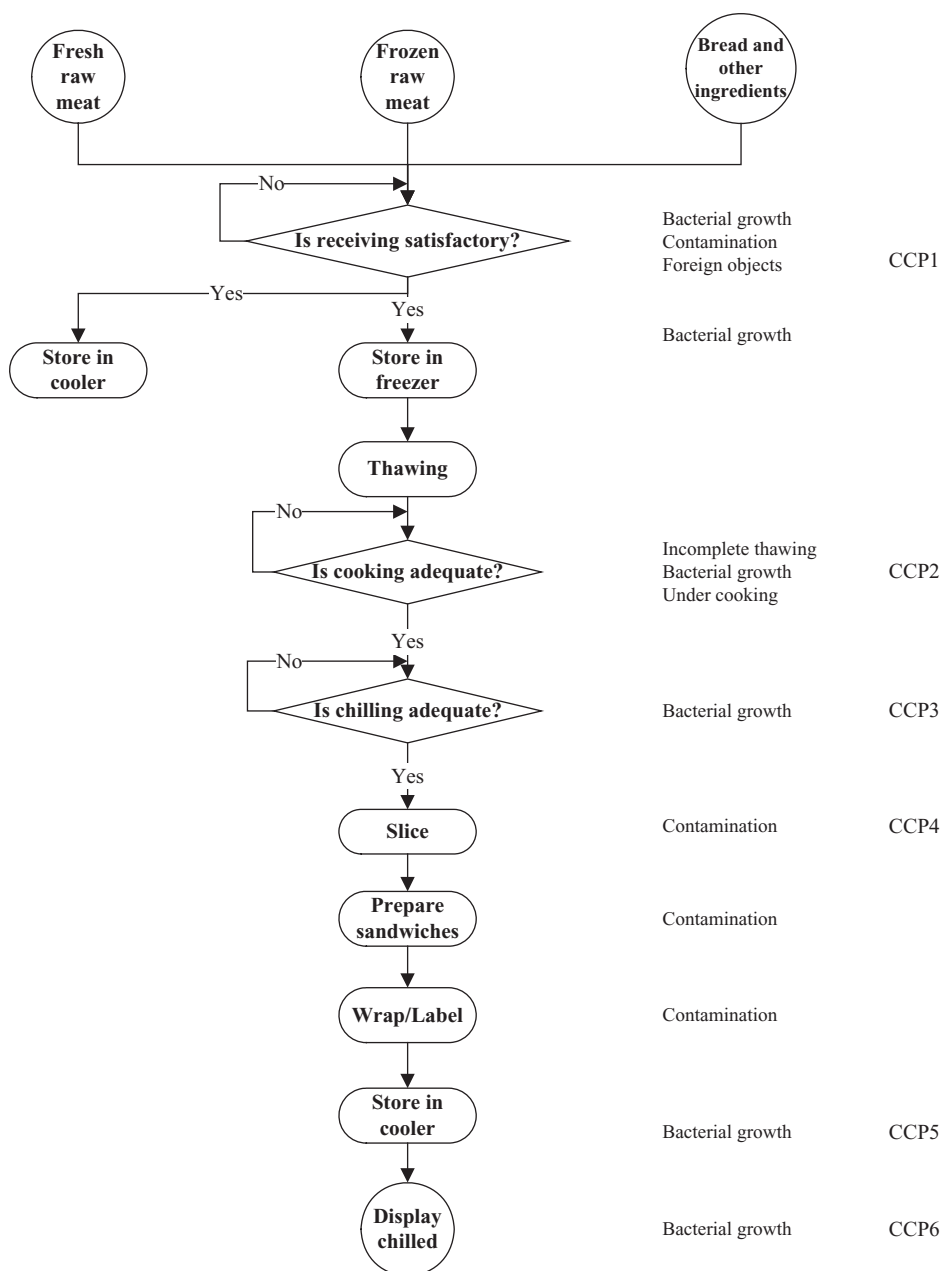 Fresh
raw
meat
Frozen
raw
meat
Bread and
other
ingredients
No
Is receiving satisfactory?
Bacterial growth
Contamination
Foreign objects
CCP1
Yes
Yes
Bacterial growth
Store in
cooler
Store in
freezer
Thawing
No
Is cooking adequate?
Incomplete thawing
Bacterial growth
Under cooking
CCP2
Yes
No
Is chilling adequate?
Bacterial growth
CCP3
Yes
Slice
Contamination
CCP4
Prepare
sandwiches
Contamination
Wrap/Label
Contamination
Store in
cooler
Bacterial growth
CCP5
Display
chilled
Bacterial growth
CCP6